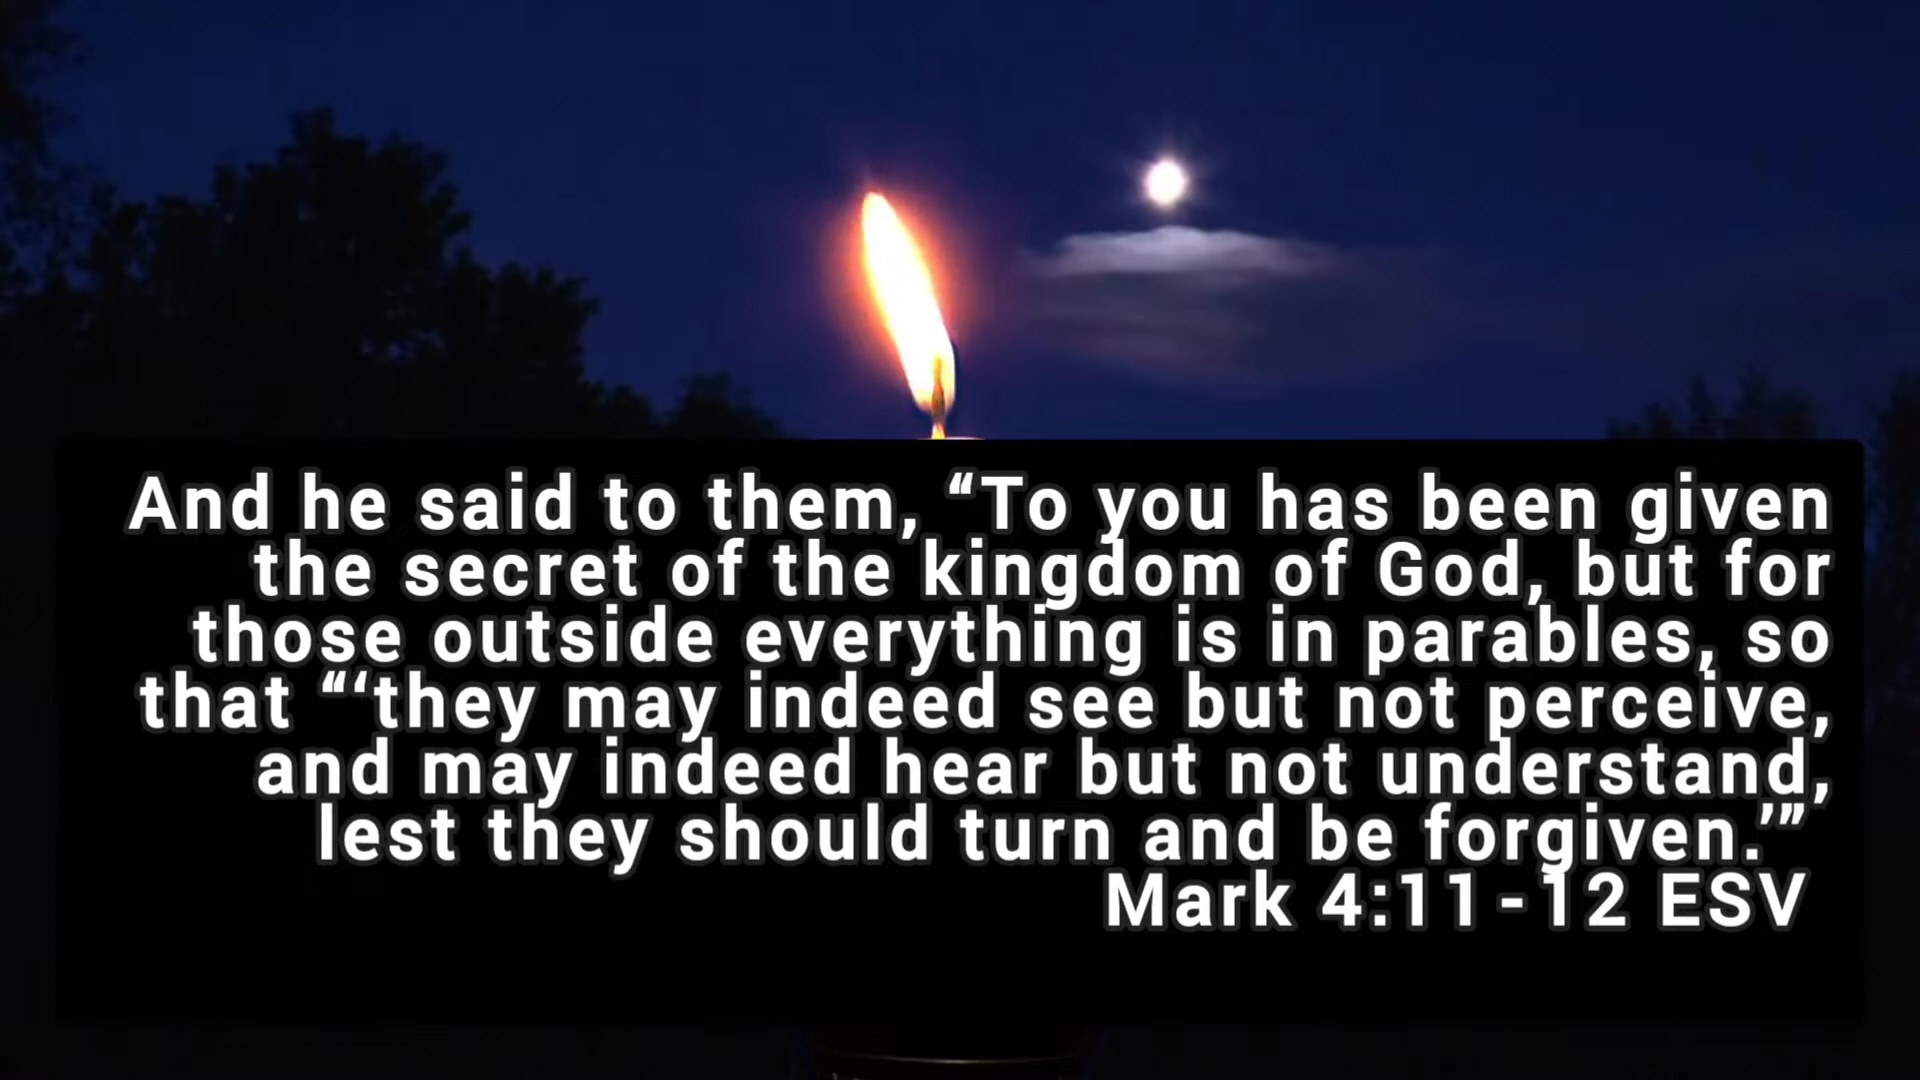 And he said to them, “To you has been given
the secret of the kingdom of God, but for
those outside everything is in parables, so
that “‘they may indeed see but not perceive,
and may indeed hear but not understand,
lest they should turn and be forgiven.’”
Mark 4:11-12 ESV